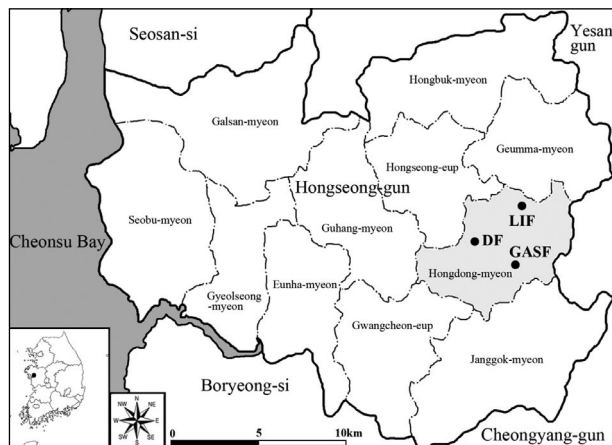 Seosan-si
Yesan
gun
Hongbuk-myeon
Galsan-myeon
Geumma-myeon
Hongseong-eup
Hongseong-gun
Seobu-myeon
LIF
Guhang-myeon
DF
Cheonsu Bay
GASF
Hongdong-myeon
Gyeolseong
-myeon
Eunha-myeon
Gwangcheon-eup
Janggok-myeon
Boryeong-si
N
NW
NE
W
E
SW
SE
S
0
5
10km
Cheongyang-gun